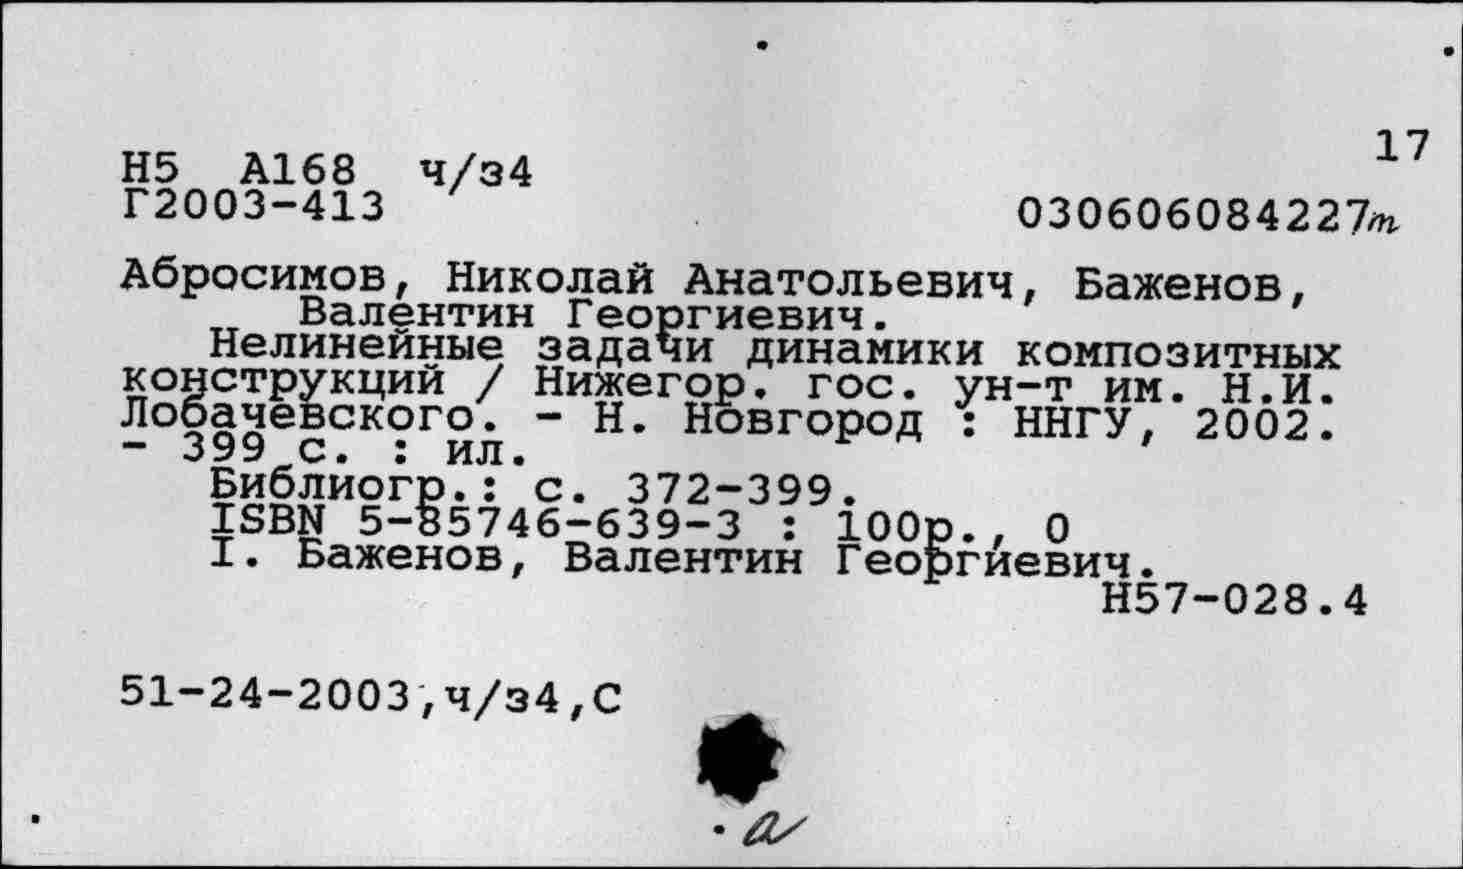 17
Н5 А168 ч/з4
Г2003-413
030606084227т
Абросимов, Николай Анатольевич, Баженов,
Валентин Георгиевич.
Нелинейные задачи динамики композитных
конструкций / Нижегор. гос. ун-т им. Н.И.
Лобачевского. - Н. Новгород : ННГУ, 2002.
- 399 с. : ил.
Библиогр.: с. 372-399.
ISBN 5-85746-639-3 : 100р., 0
I. Баженов, Валентин Георгиевич.
Н57-028.4
51-24-2003,ч/з4,С
а